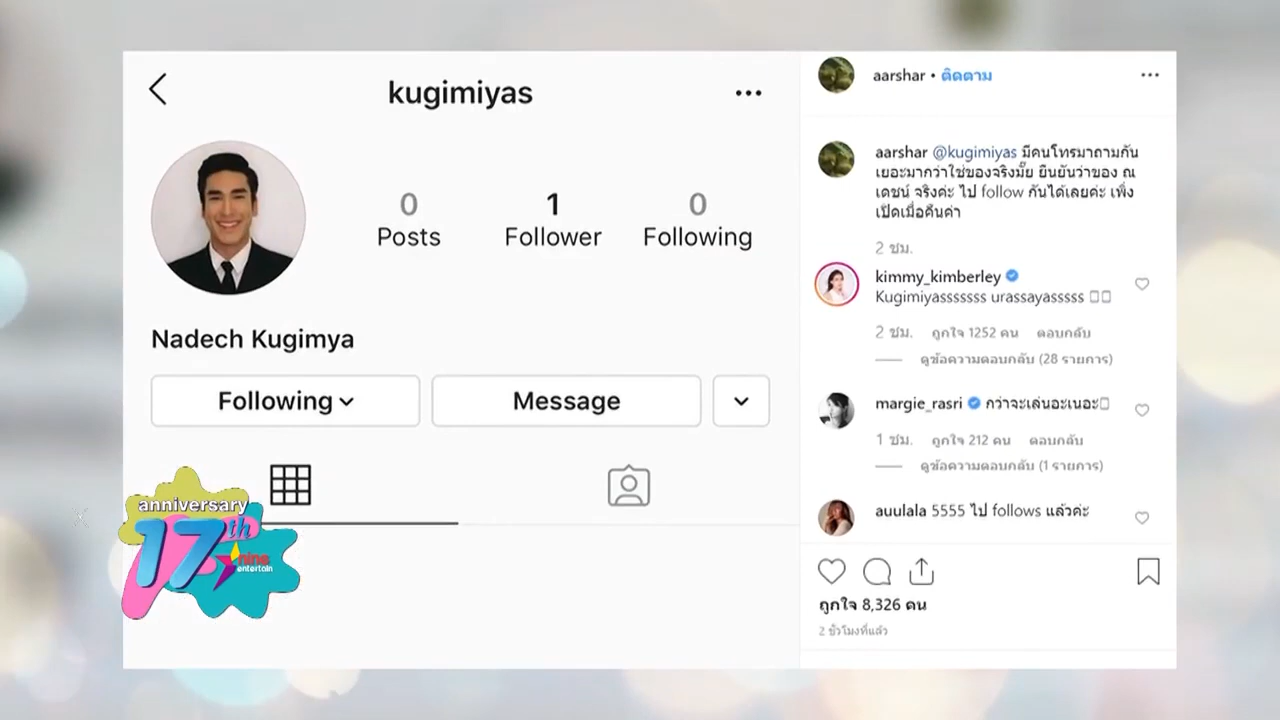 kugimiyas
0
Posts
1
Follower
0
Following
Nadech Kugimya
Following
Message
anniversary
17th
nine
entertain
aarshar • ติดตาม
aarshar @kugimiyas มีคนโทรมาถามกัน
เยอะมากว่าใช่ของจริงมั๊ย ยืนยันว่าของ ณ
เดชน์ จริงค่ะ ไป follow กันได้เลยค่ะ เพิ่ง
เปิดเมื่อคืนค่า
2 ชม.
kimmy_kimberley
Kugimiyasssssss urassayasssss
2 ชม. ถูกใจ 1252 คน ตอบกลับ
ดูข้อความตอบกลับ (28 รายการ)
margie_rasri กว่าจะเล่นอะเนอะ
1 ชม. ถูกใจ 212 คน ตอบกลับ
ดูข้อความตอบกลับ (1 รายการ)
auulala 5555 ไป follows แล้วค่ะ
ถูกใจ 8,326 คน
2 ชั่วโมงที่แล้ว